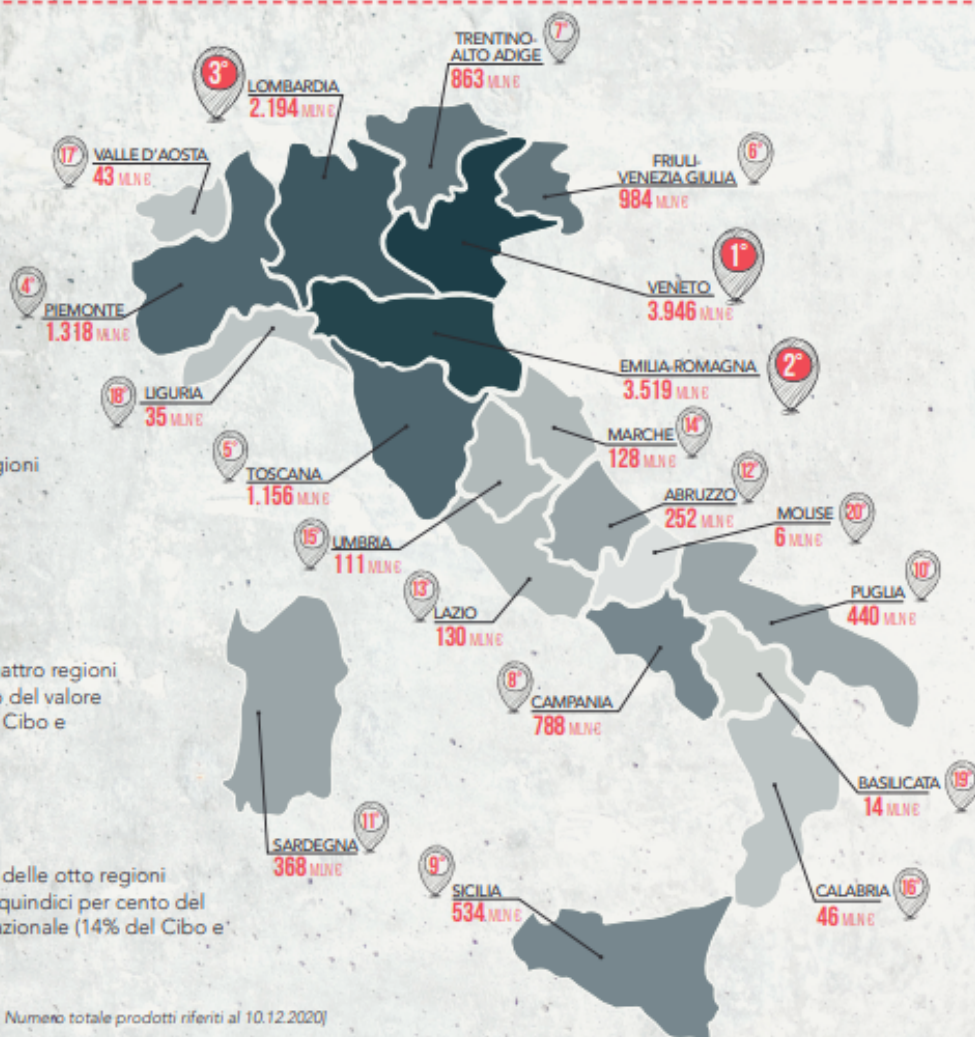 7°
TRENTINO-
ALTO ADIGE
863 MLN €
3°
LOMBARDIA
2.194 MLN €
17°
VALLE D'AOSTA
43 MLN €
6°
FRIULI-
VENEZIA GIULIA
984 MLN €
1°
VENETO
3.946 MLN €
4°
PIEMONTE
1.318 MLN €
2°
EMILIA-ROMAGNA
3.519 MLN €
18°
LIGURIA
35 MLN €
14°
MARCHE
128 MLN €
5°
TOSCANA
1.156 MLN €
gioni
12°
ABRUZZO
252 MLN €
20°
MOLISE
6 MLN €
15°
UMBRIA
111 MLN €
10°
PUGLIA
440 MLN €
13°
LAZIO
130 MLN €
attro regioni
del valore
Cibo e
8°
CAMPANIA
788 MLN €
19°
BASILICATA
14 MLN €
11°
SARDEGNA
368 MLN €
9°
SICILIA
534 MLN €
16°
CALABRIA
46 MLN €
delle otto regioni
quindici per cento del
azionale (14% del Cibo e
Numero totale prodotti riferiti al 10.12.2020)